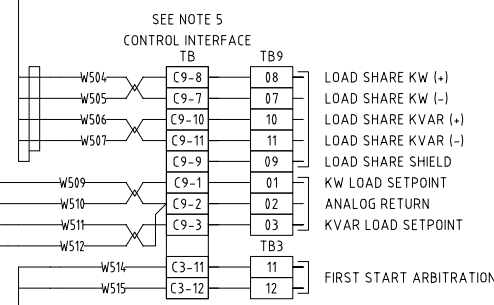 SEE NOTE 5
CONTROL INTERFACE
TB TB9
W504 C9-8 08 LOAD SHARE KW (+)
W505 C9-7 07 LOAD SHARE KW (-)
W506 C9-10 10 LOAD SHARE KVAR (+)
W507 C9-11 11 LOAD SHARE KVAR (-)
C9-9 09 LOAD SHARE SHIELD
W509 C9-1 01 KW LOAD SETPOINT
W510 C9-2 02 ANALOG RETURN
W511 C9-3 03 KVAR LOAD SETPOINT
W512 TB3
W514 C3-11 11
FIRST START ARBITRATION
W515 C3-12 12